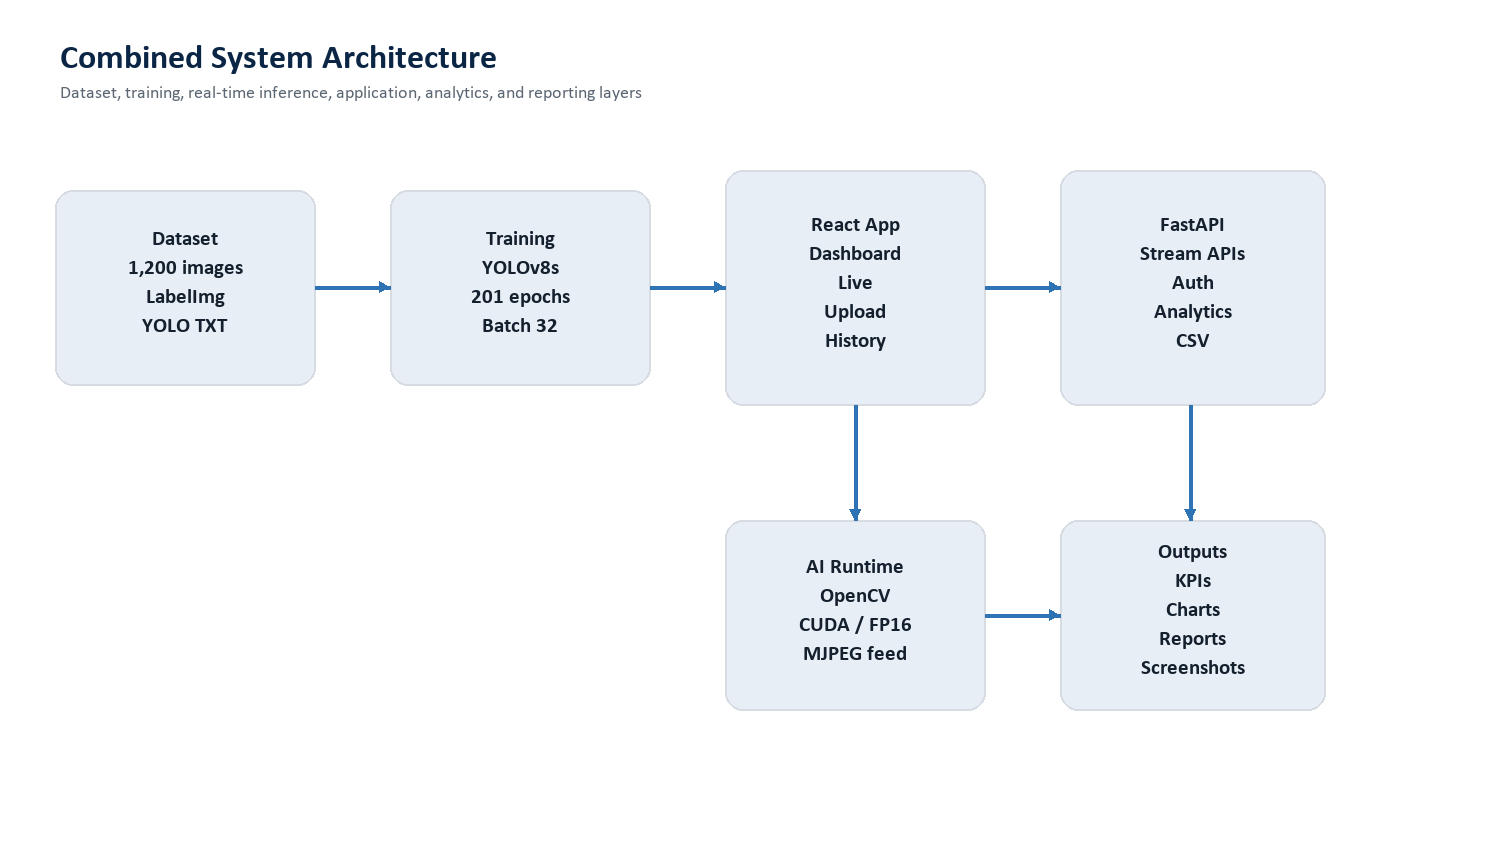 Combined System Architecture
Dataset, training, real-time inference, application, analytics, and reporting layers
Dataset
1,200 images
LabelImg
YOLO TXT
Training
YOLOv8s
201 epochs
Batch 32
React App
Dashboard
Live
Upload
History
FastAPI
Stream APIs
Auth
Analytics
CSV
AI Runtime
OpenCV
CUDA / FP16
MJPEG feed
Outputs
KPIs
Charts
Reports
Screenshots